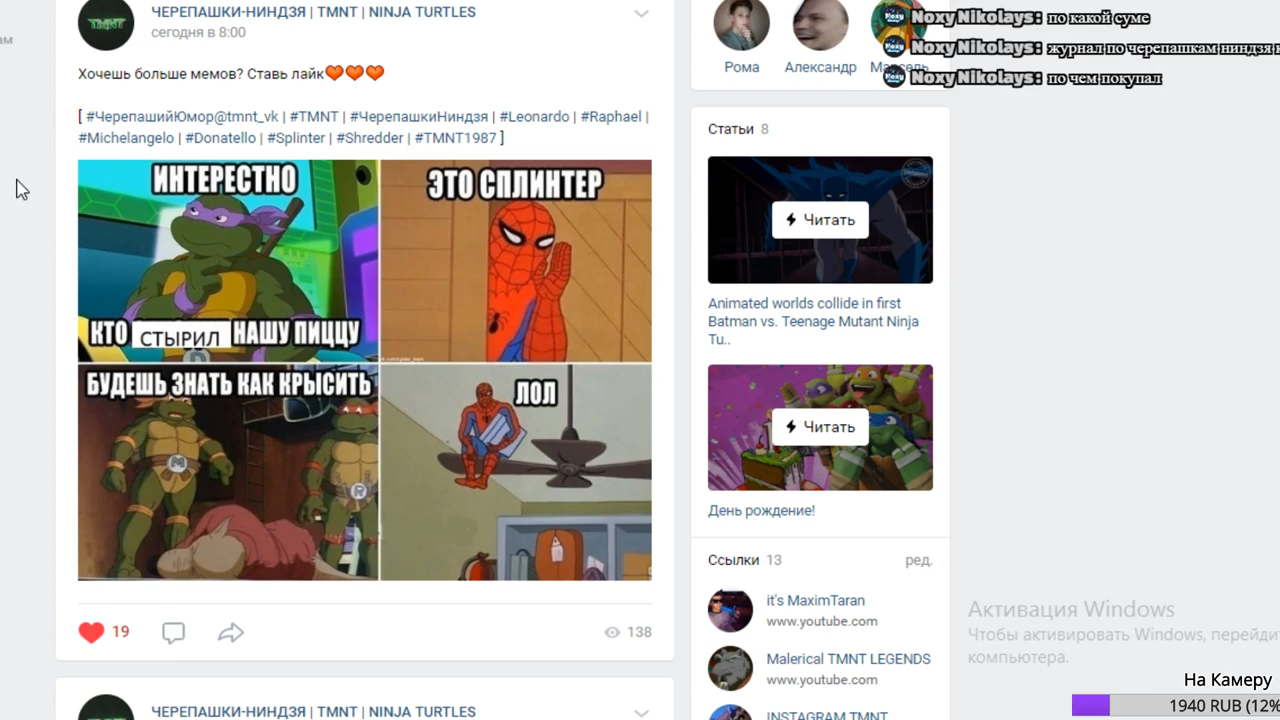 ЧЕРЕПАШКИ-НИНДЗЯ | TMNT | NINJA TURTLES
сегодня в 8:00
Хочешь больше мемов? Ставь лайк
[ #ЧерепашийЮмор@tmnt_vk | #TMNT | #ЧерепашкиНиндзя | #Leonardo | #Raphael |
#Michelangelo | #Donatello | #Splinter | #Shredder | #TMNT1987 ]
ИНТЕРЕСНО
КТО СТЫРИЛ НАШУ ПИЦЦУ
ЭТО СПЛИНТЕР
БУДЕШЬ ЗНАТЬ КАК КРЫСИТЬ
ЛОЛ
19
138
ЧЕРЕПАШКИ-НИНДЗЯ | TMNT | NINJA TURTLES
Рома
Александр
Noxy Nikolays: по какой суме
Noxy Nikolays: журнал по черепашкам ниндзя
Noxy Nikolays: по чем покупал
Статьи 8
Читать
Animated worlds collide in first
Batman vs. Teenage Mutant Ninja
Tu..
Читать
День рождение!
Ссылки 13
ред.
it's MaximTaran
www.youtube.com
Malerical TMNT LEGENDS
www.youtube.com
INSTAGRAM TMNT
Активация Windows
Чтобы активировать Windows, перейди
компьютера.
На Камеру
1940 RUB (12%